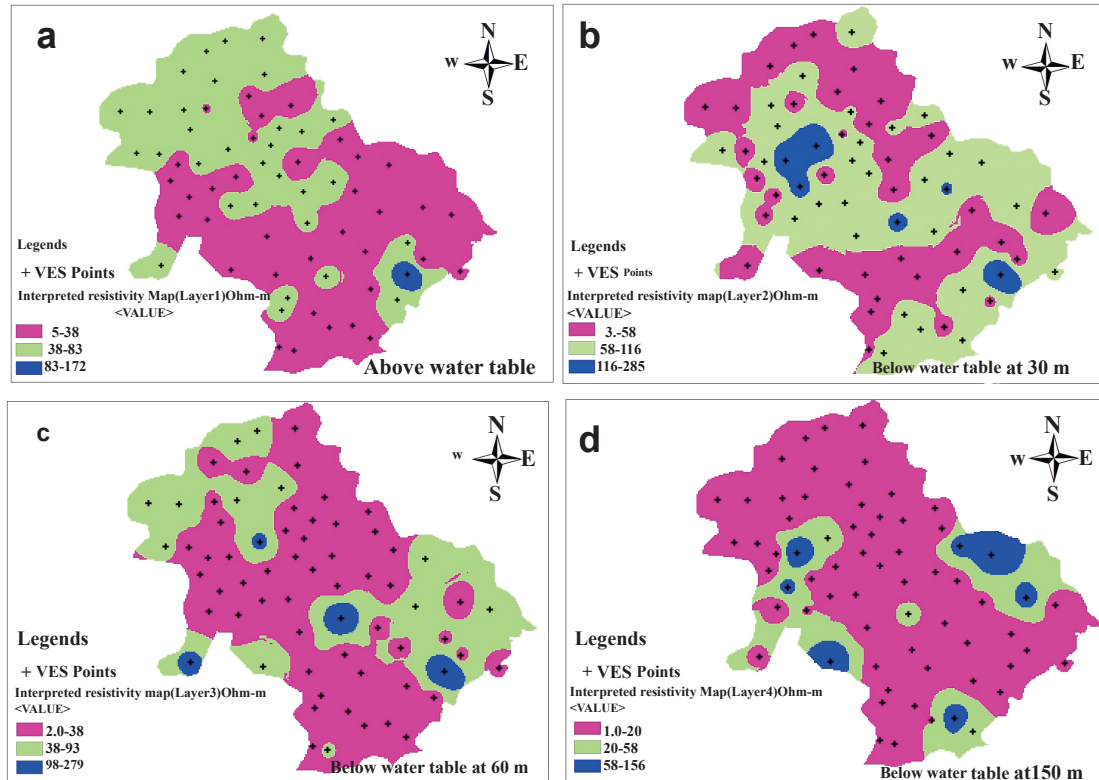 a
N
w E
S
Legends
+ VES Points
Interpreted resistivity Map(Layer1)Ohm-m
<VALUE>
5-38
38-83
83-172
Above water table
b
N
w E
S
Legends
+ VES Points
Interpreted resistivity map(Layer2)Ohm-m
<VALUE>
3.-58
58-116
116-285
Below water table at 30 m
c
N
w E
S
Legends
+ VES Points
Interpreted resistivity map(Layer3)Ohm-m
<VALUE>
2.0-38
38-93
98-279
Below water table at 60 m
d
N
w E
S
Legends
+ VES Points
Interpreted resistivity Map(Layer4)Ohm-m
<VALUE>
1.0-20
20-58
58-156
Below water table at150 m